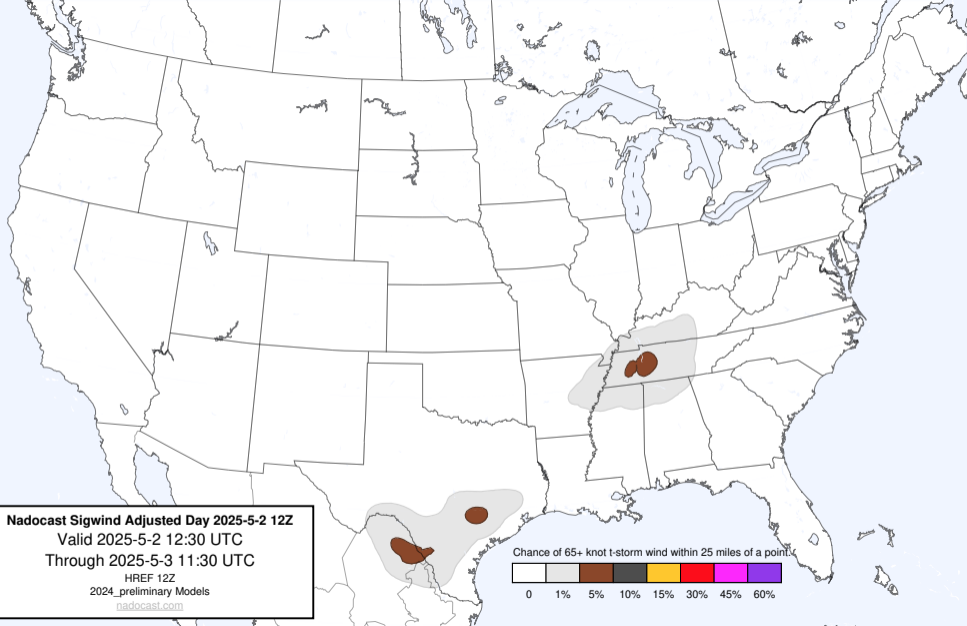 Nadocast Sigwind Adjusted Day 2025-5-2 12Z
Valid 2025-5-2 12:30 UTC
Through 2025-5-3 11:30 UTC
HREF 12Z
2024_preliminary Models
nadocast.com
Chance of 65+ knot t-storm wind within 25 miles of a point.
0 1% 5% 10% 15% 30% 45% 60%